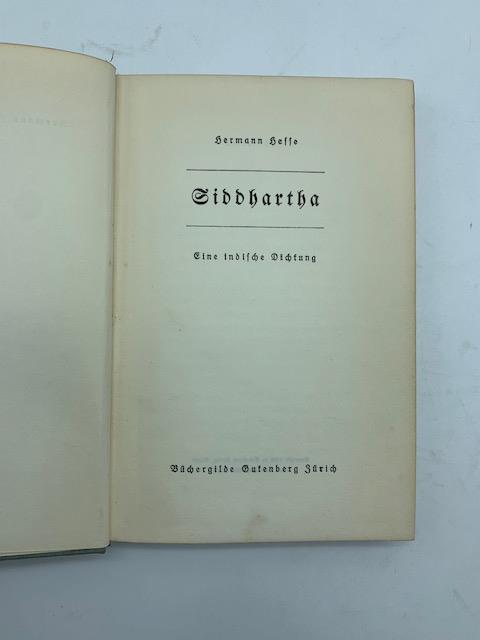 Hermann Hesse
Siddhartha
Eine indische Dichtung
Büchergilde Gutenberg Zürich